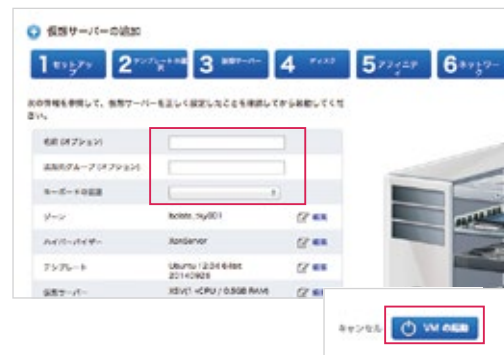 仮想サーバーの追加
1 セットアップ
2 テンプレートの選択
3 仮想サーバー
4 ディスク
5 アフィニティ
6 ネットワー
次の情報を参照して、仮想サーバーを正しく設定したことを確認してから起動してください。
名前 (オプション)
追加先グループ (オプション)
キーボードの言語
ゾーン
編集
ハイパーバイザー
XenServer
編集
テンプレート
Ubuntu 12.04 64bit
20140928
編集
仮想サーバー
編集
キャンセル
VM の起動